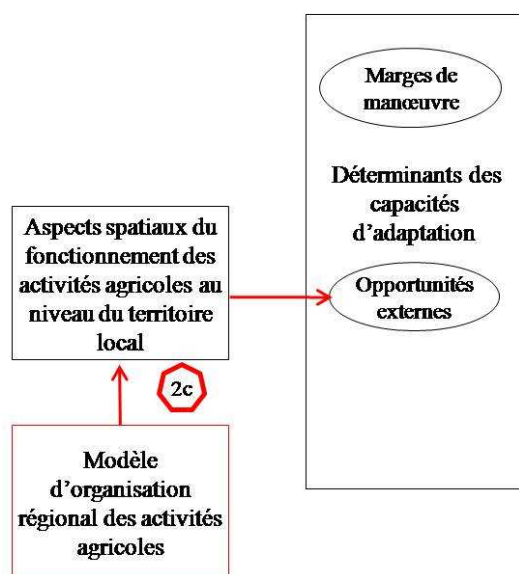 Marges de
manœuvre
Déterminants des
capacités
d’adaptation
Opportunités
externes
Aspects spatiaux du
fonctionnement des
activités agricoles au
niveau du territoire
local
2c
Modèle
d’organisation
régional des activités
agricoles